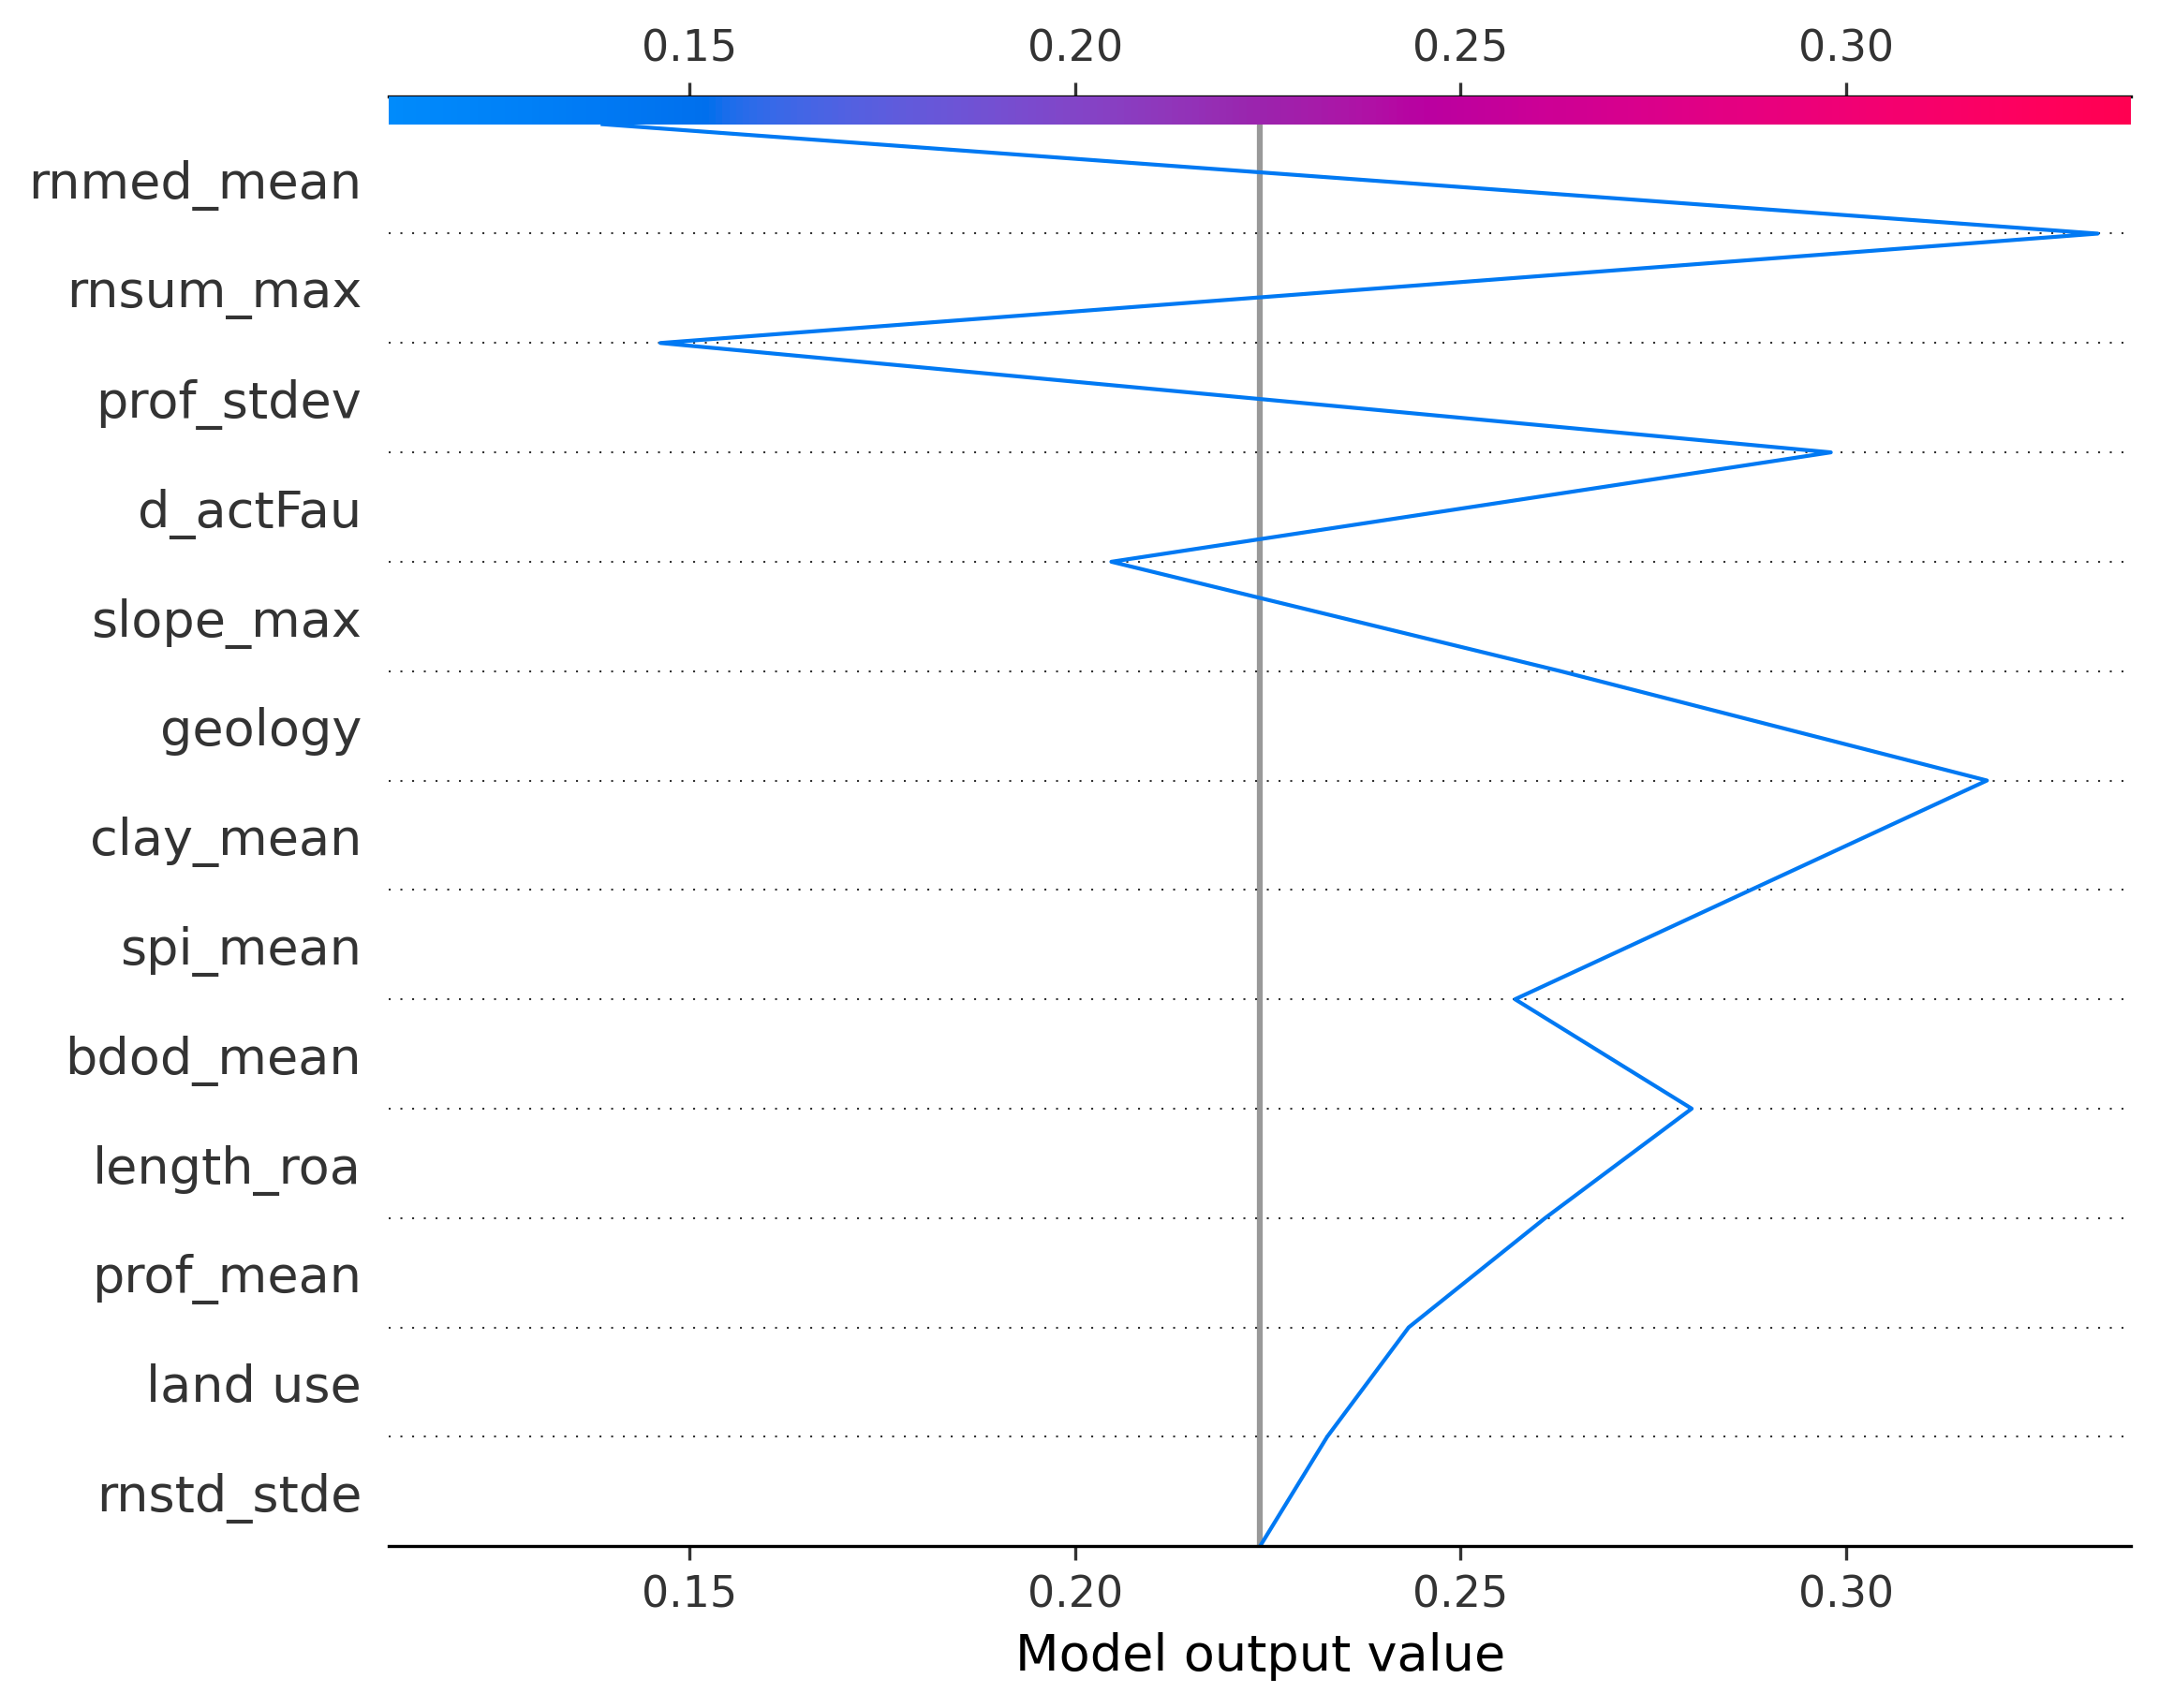 0.15 0.20 0.25 0.30
rnmed_mean
rnsum_max
prof_stdev
d_actFau
slope_max
geology
clay_mean
spi_mean
bdod_mean
length_roa
prof_mean
land use
rnstd_stde
0.15 0.20 0.25 0.30
Model output value